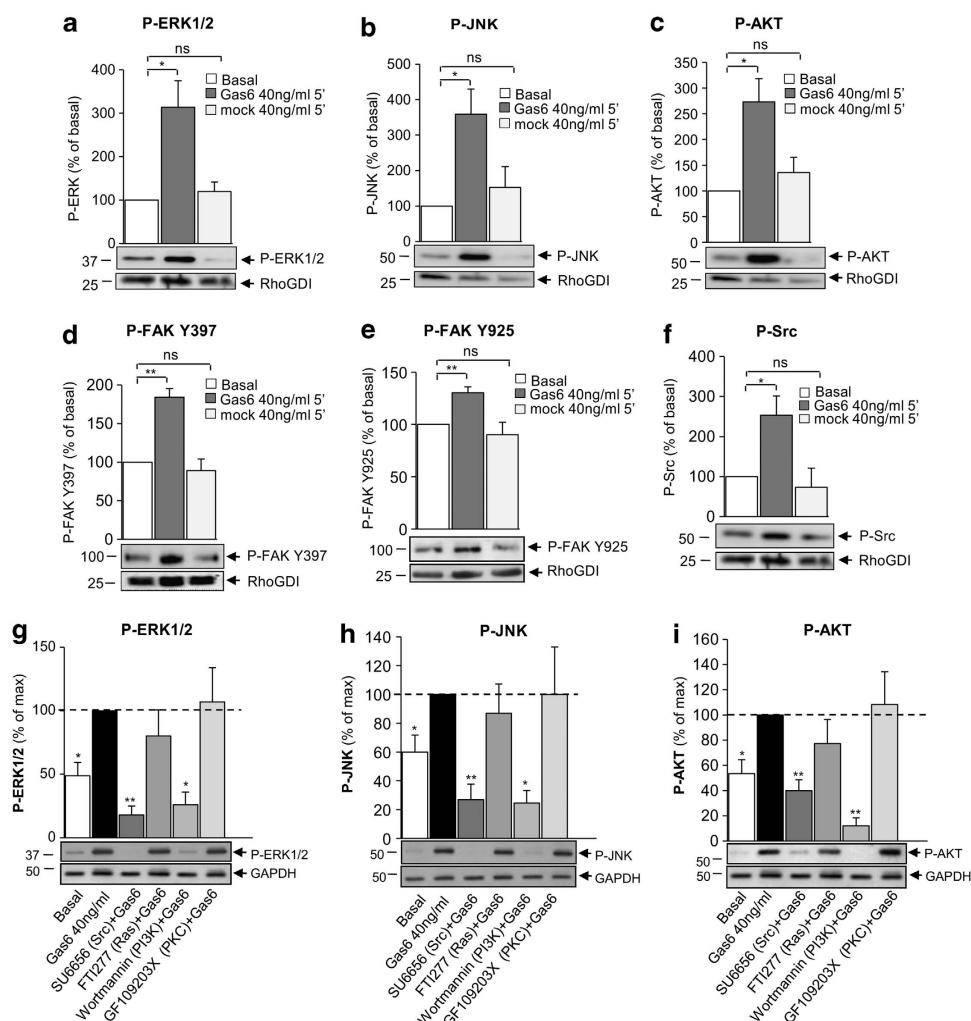 a
P-ERK1/2
ns
*
Basal
Gas6 40ng/ml 5’
mock 40ng/ml 5’
P-ERK (% of basal)
400
300
200
100
0
37
P-ERK1/2
25
RhoGDI
b
P-JNK
ns
*
Basal
Gas6 40ng/ml 5’
mock 40ng/ml 5’
P-JNK (% of basal)
500
400
300
200
100
0
50
P-JNK
25
RhoGDI
c
P-AKT
ns
*
Basal
Gas6 40ng/ml 5’
mock 40ng/ml 5’
P-AKT (% of basal)
350
300
250
200
150
100
50
0
50
P-AKT
25
RhoGDI
d
P-FAK Y397
ns
**
Basal
Gas6 40ng/ml 5’
mock 40ng/ml 5’
P-FAK Y397 (% of basal)
200
150
100
50
0
100
P-FAK Y397
25
RhoGDI
e
P-FAK Y925
ns
**
Basal
Gas6 40ng/ml 5’
mock 40ng/ml 5’
P-FAK Y925 (% of basal)
150
100
50
0
100
P-FAK Y925
25
RhoGDI
f
P-Src
ns
*
Basal
Gas6 40ng/ml 5’
mock 40ng/ml 5’
P-Src (% of basal)
400
300
200
100
0
50
P-Src
25
RhoGDI
g
P-ERK1/2
P-ERK1/2 (% of max)
150
100
50
0
*
**
*
37
P-ERK1/2
50
GAPDH
Basal
Gas6 40ng/ml
SU6656 (Src)+Gas6
FTI277 (Ras)+Gas6
Wortmannin (PI3K)+Gas6
GF109203X (PKC)+Gas6
h
P-JNK
P-JNK (% of max)
140
120
100
80
60
40
20
0
*
**
*
50
P-JNK
50
GAPDH
Basal
Gas6 40ng/ml
SU6656 (Src)+Gas6
FTI277 (Ras)+Gas6
Wortmannin (PI3K)+Gas6
GF109203X (PKC)+Gas6
i
P-AKT
P-AKT (% of max)
160
140
120
100
80
60
40
20
0
*
**
**
50
P-AKT
50
GAPDH
Basal
Gas6 40ng/ml
SU6656 (Src)+Gas6
FTI277 (Ras)+Gas6
Wortmannin (PI3K)+Gas6
GF109203X (PKC)+Gas6